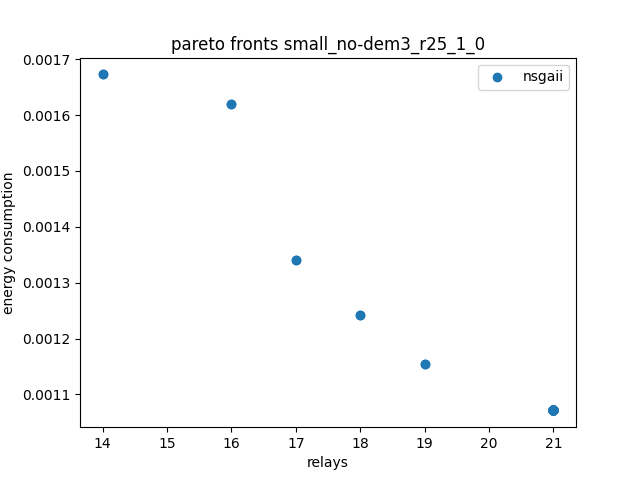 pareto fronts small_no-dem3_r25_1_0
nsgaii
0.0017
0.0016
0.0015
0.0014
0.0013
0.0012
0.0011
energy consumption
14 15 16 17 18 19 20 21
relays